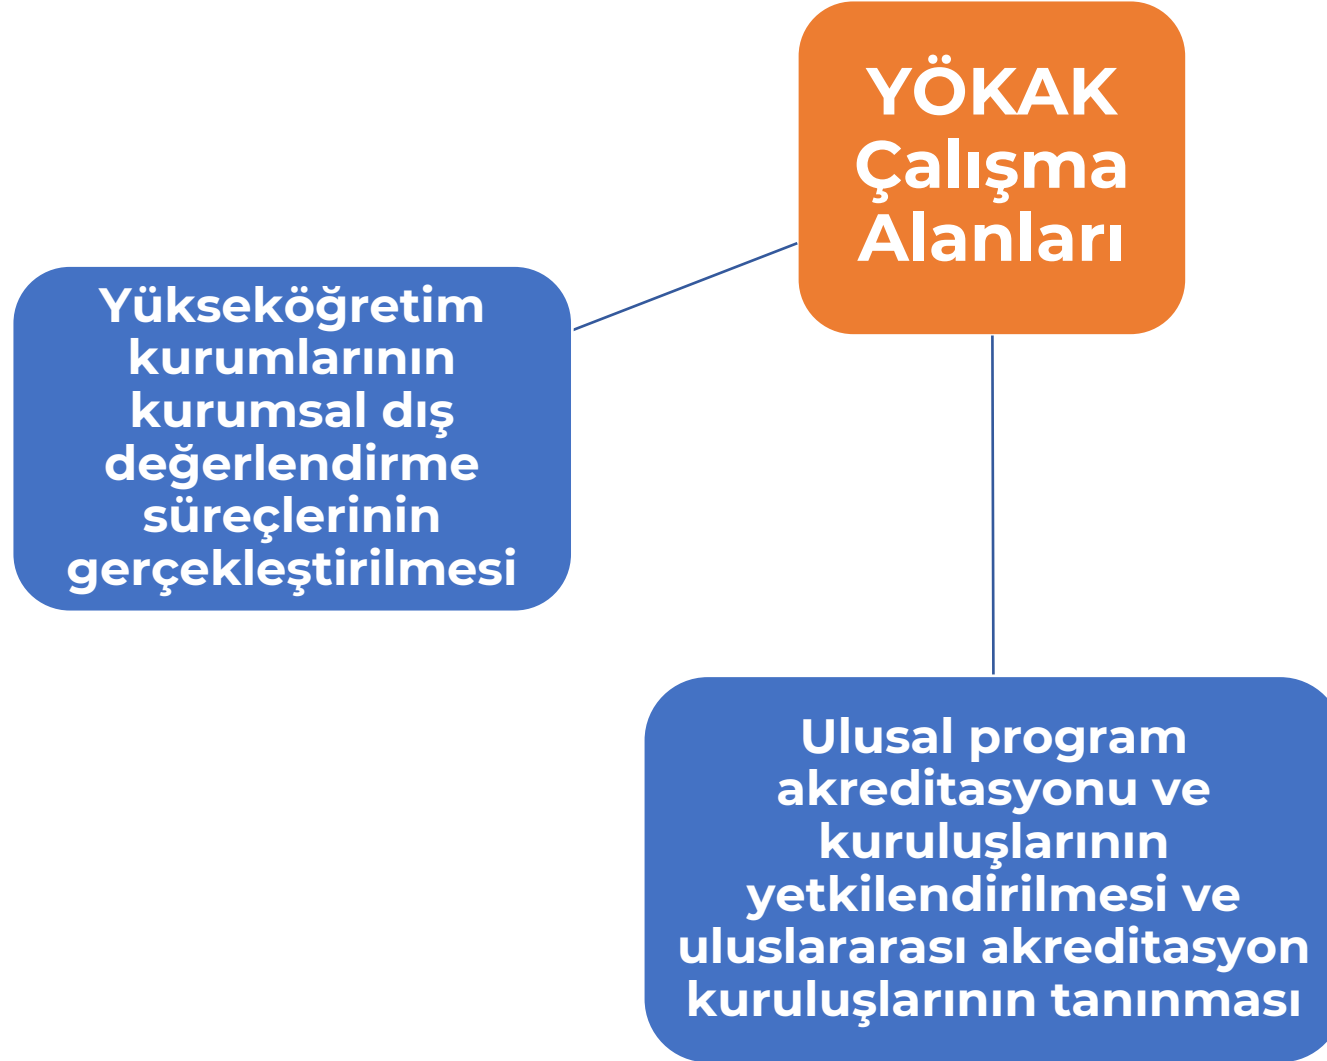 YÖKAK
Çalışma
Alanları
Yükseköğretim
kurumlarının
kurumsal dış
değerlendirme
süreçlerinin
gerçekleştirilmesi
Ulusal program
akreditasyonu ve
kuruluşlarının
yetkilendirilmesi ve
uluslararası akreditasyon
kuruluşlarının tanınması